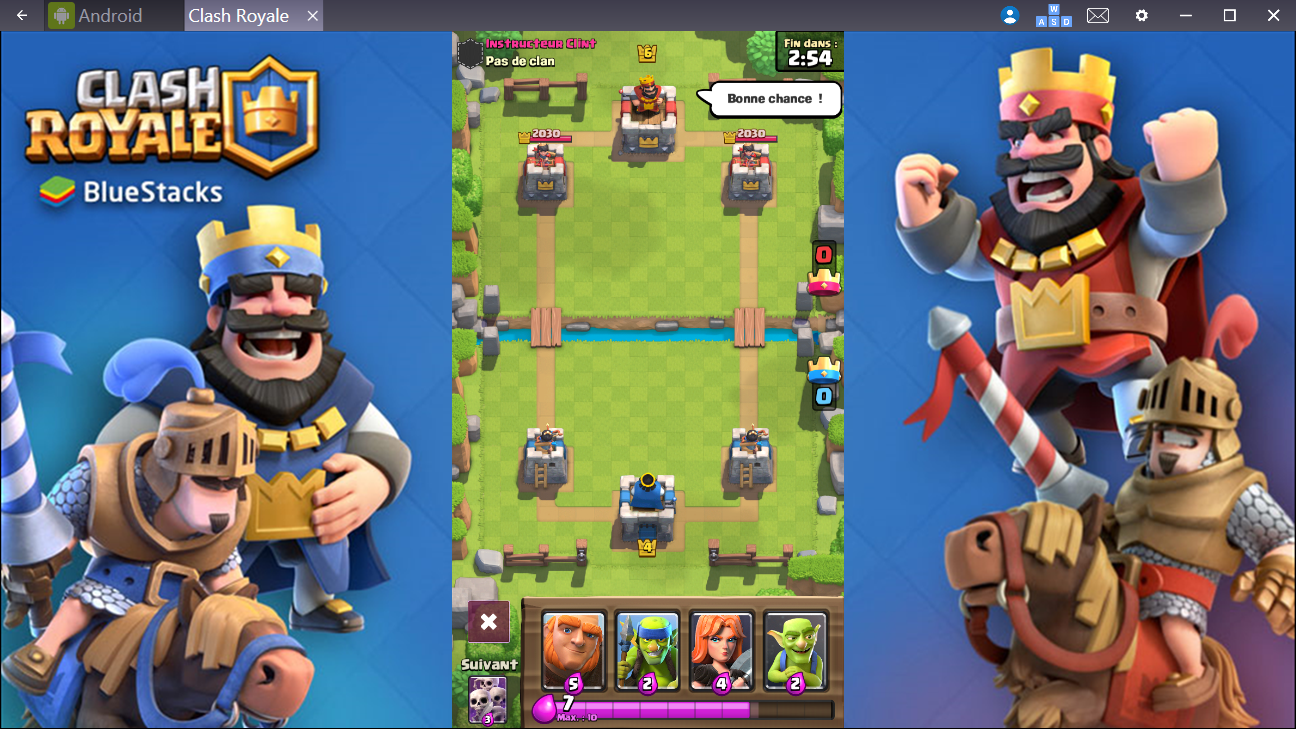 Android
Clash Royale
W
A S D
CLASH
ROYALE
BlueStacks
Instructeur Clint
Pas de clan
6
Fin dans :
2:54
Bonne chance !
2030
2030
0
0
4
Suivant
3
5
2
4
2
7
Max. : 10